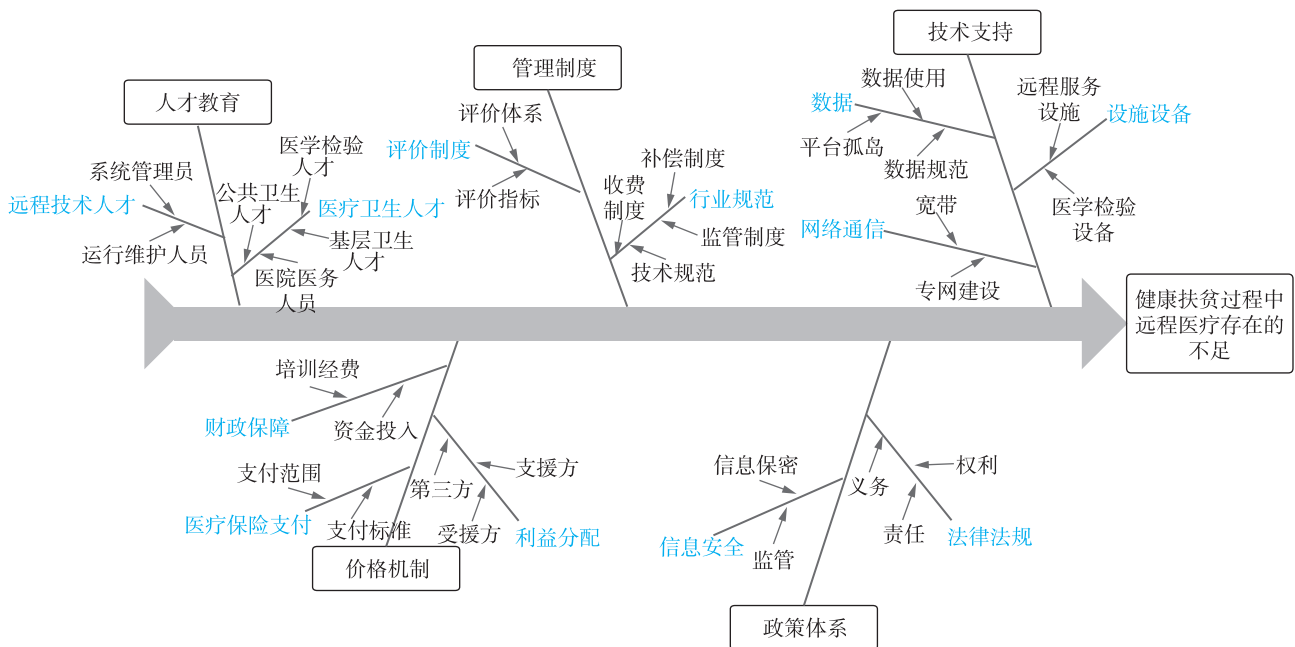 技术支持
管理制度
人才教育
数据使用
数据
平台孤岛
数据规范
远程服务
设施
设施设备
医学检验
设备
宽带
网络通信
专网建设
评价体系
评价制度
评价指标
补偿制度
收费
制度
行业规范
监管制度
技术规范
系统管理员
远程技术人才
运行维护人员
医学检验
人才
公共卫生
人才
医疗卫生人才
基层卫生
人才
医院医务
人员
健康扶贫过程中
远程医疗存在的
不足
培训经费
财政保障
资金投入
支付范围
医疗保险支付
支付标准
第三方
支援方
受援方
利益分配
价格机制
信息保密
信息安全
监管
义务
权利
责任
法律法规
政策体系